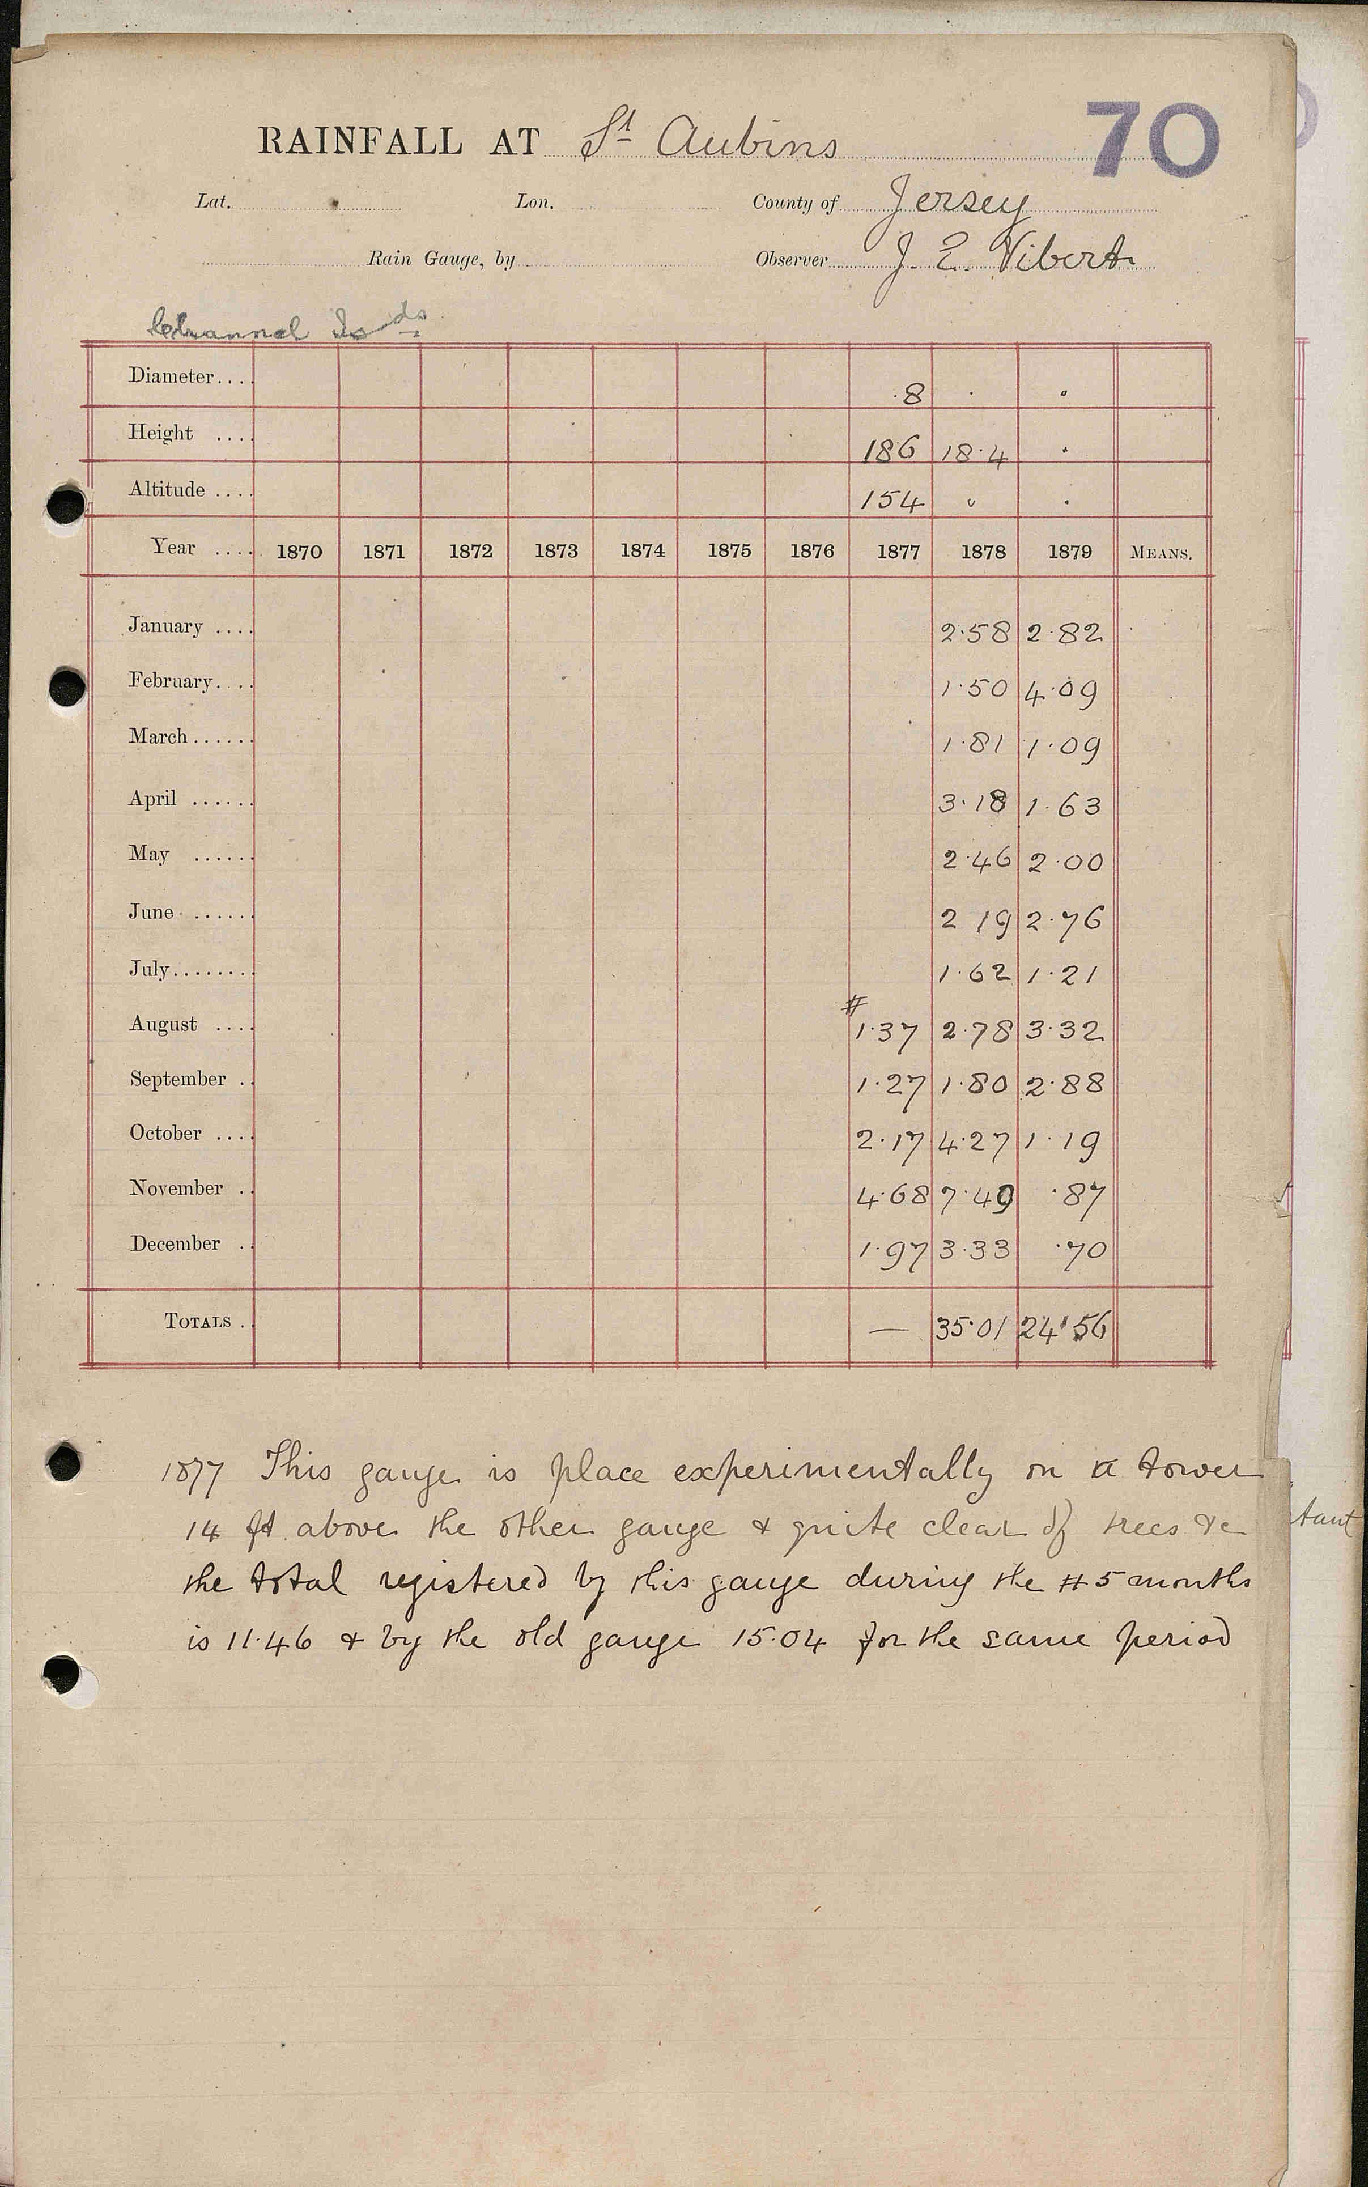 70
RAINFALL AT St Aubins
Lat. Lon. County of Jersey
Rain Gauge, by Observer J. E. Vibert
Channel Isds
Diameter.... 8 " "
Height .... 186 18.4 "
Altitude .... 154 " "
Year .... 1870 1871 1872 1873 1874 1875 1876 1877 1878 1879 MEANS.
January .... 2.58 2.82
February.... 1.50 4.09
March...... 1.81 1.09
April ...... 3.18 1.63
May ...... 2.46 2.00
June ...... 2 19 2.76
July........ 1.62 1.21
August .... # 1.37 2.78 3.32
September .. 1.27 1.80 2.88
October .... 2.17 4.27 1.19
November .. 4.68 7.49 .87
December .. 1.97 3.33 .70
TOTALS .. — 35.01 24.56
1877 This gauge is place experimentally on a tower
14 ft above the other gauge & quite clear of trees &c
the total registered by this gauge during the # 5 months
is 11.46 & by the old gauge 15.04 for the same period